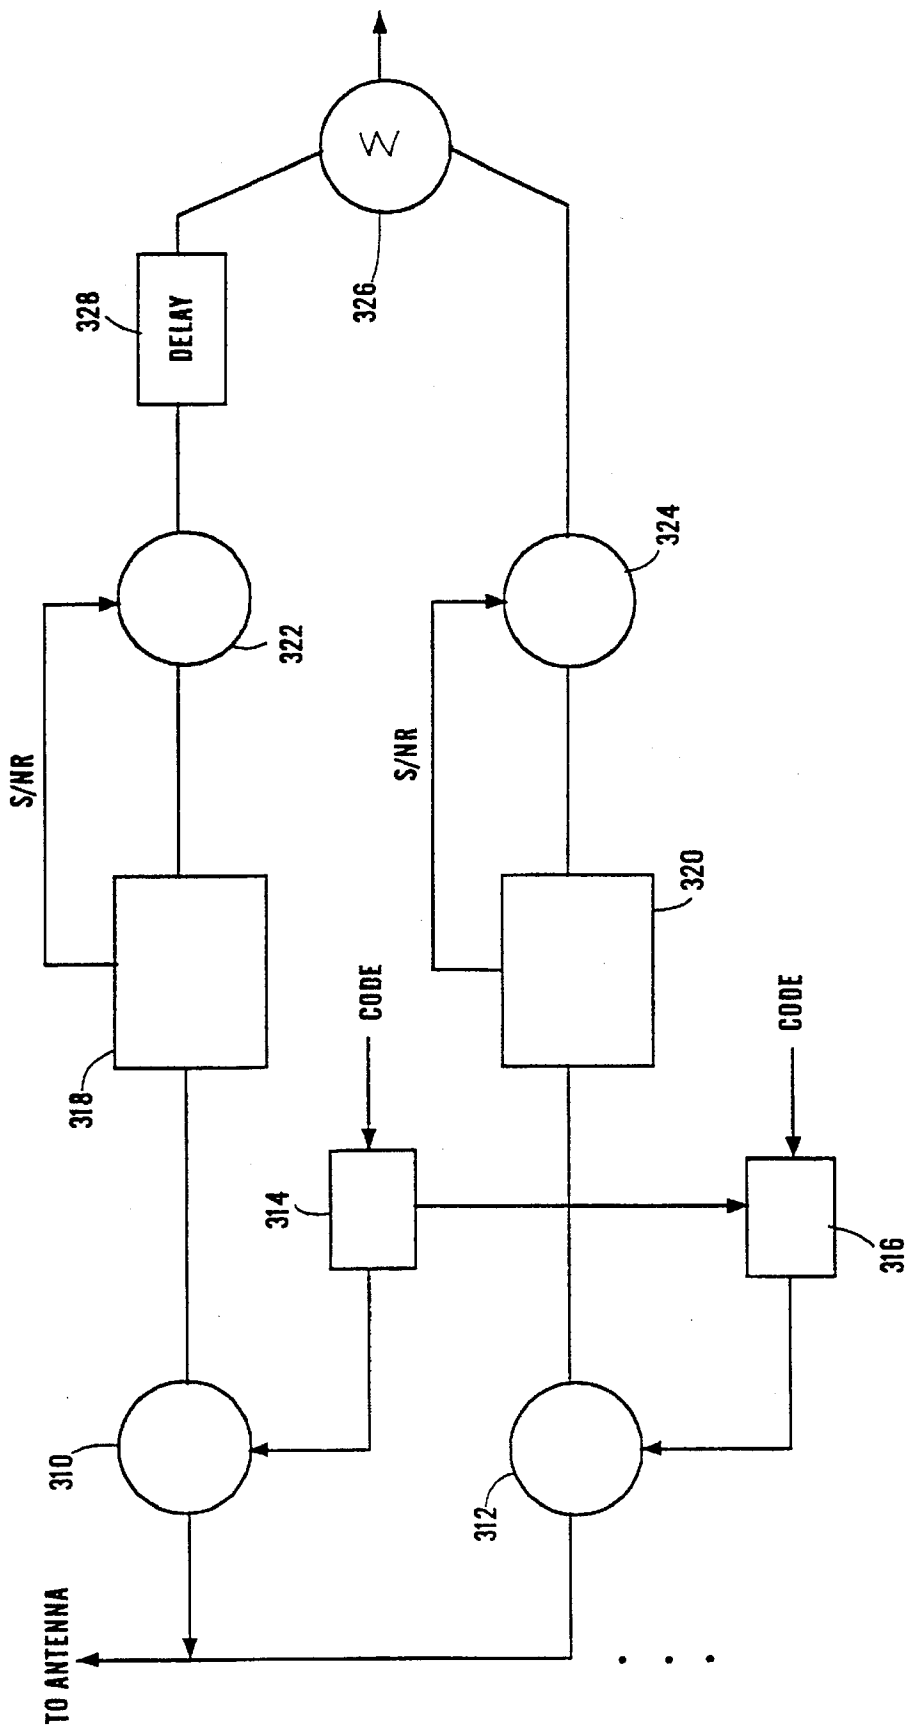 S/NR
TO ANTENNA
310
318
328
DELAY
314
322
326
CODE
Σ
S/NR
312
324
320
CODE
316